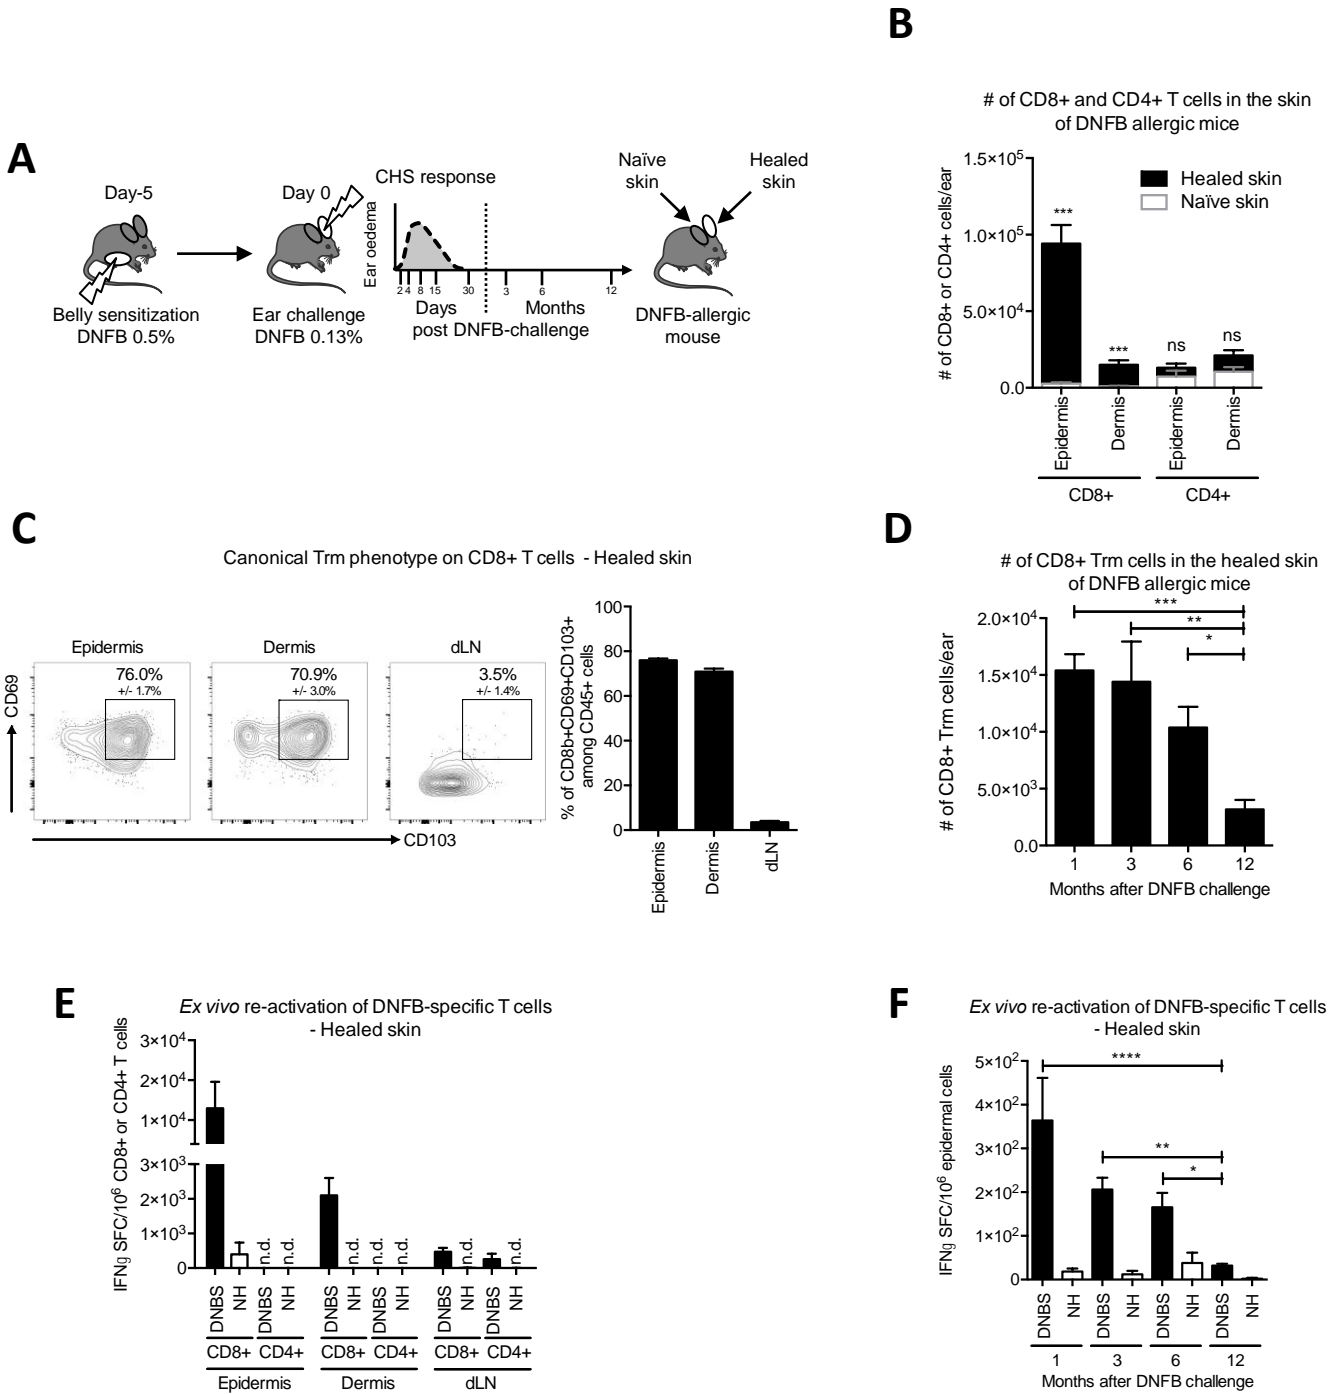 A
Day-5
Belly sensitization
DNFB 0.5%
Day 0
Ear challenge
DNFB 0.13%
CHS response
Ear oedema
2 4 8 15 30 3 6 12
Days
Months
post DNFB-challenge
Naïve
skin
Healed
skin
DNFB-allergic
mouse
B
# of CD8+ and CD4+ T cells in the skin
of DNFB allergic mice
# of CD8+ or CD4+ cells/ear
1.5×10⁵
1.0×10⁵
5.0×10⁴
0.0
Healed skin
Naïve skin
***
***
ns
ns
Epidermis
Dermis
Epidermis
Dermis
CD8+
CD4+
C
Canonical Trm phenotype on CD8+ T cells - Healed skin
Epidermis
76.0%
+/- 1.7%
Dermis
70.9%
+/- 3.0%
dLN
3.5%
+/- 1.4%
CD69
CD103
% of CD8b+CD69+CD103+
among CD45+ cells
100
80
60
40
20
0
Epidermis
Dermis
dLN
D
# of CD8+ Trm cells in the healed skin
of DNFB allergic mice
# of CD8+ Trm cells/ear
2.0×10⁴
1.5×10⁴
1.0×10⁴
5.0×10³
0.0
***
**
*
1 3 6 12
Months after DNFB challenge
E
Ex vivo re-activation of DNFB-specific T cells
- Healed skin
IFNg SFC/10⁶ CD8+ or CD4+ T cells
3×10⁴
2×10⁴
1×10⁴
3×10³
2×10³
1×10³
0
n.d.
n.d.
n.d.
n.d.
n.d.
n.d.
n.d.
DNBS NH DNBS NH DNBS NH DNBS NH DNBS NH DNBS NH
CD8+ CD4+ CD8+ CD4+ CD8+ CD4+
Epidermis Dermis dLN
F
Ex vivo re-activation of DNFB-specific T cells
- Healed skin
IFNg SFC/10⁶ epidermal cells
5×10²
4×10²
3×10²
2×10²
1×10²
0
****
**
*
DNBS NH DNBS NH DNBS NH DNBS NH
1 3 6 12
Months after DNFB challenge